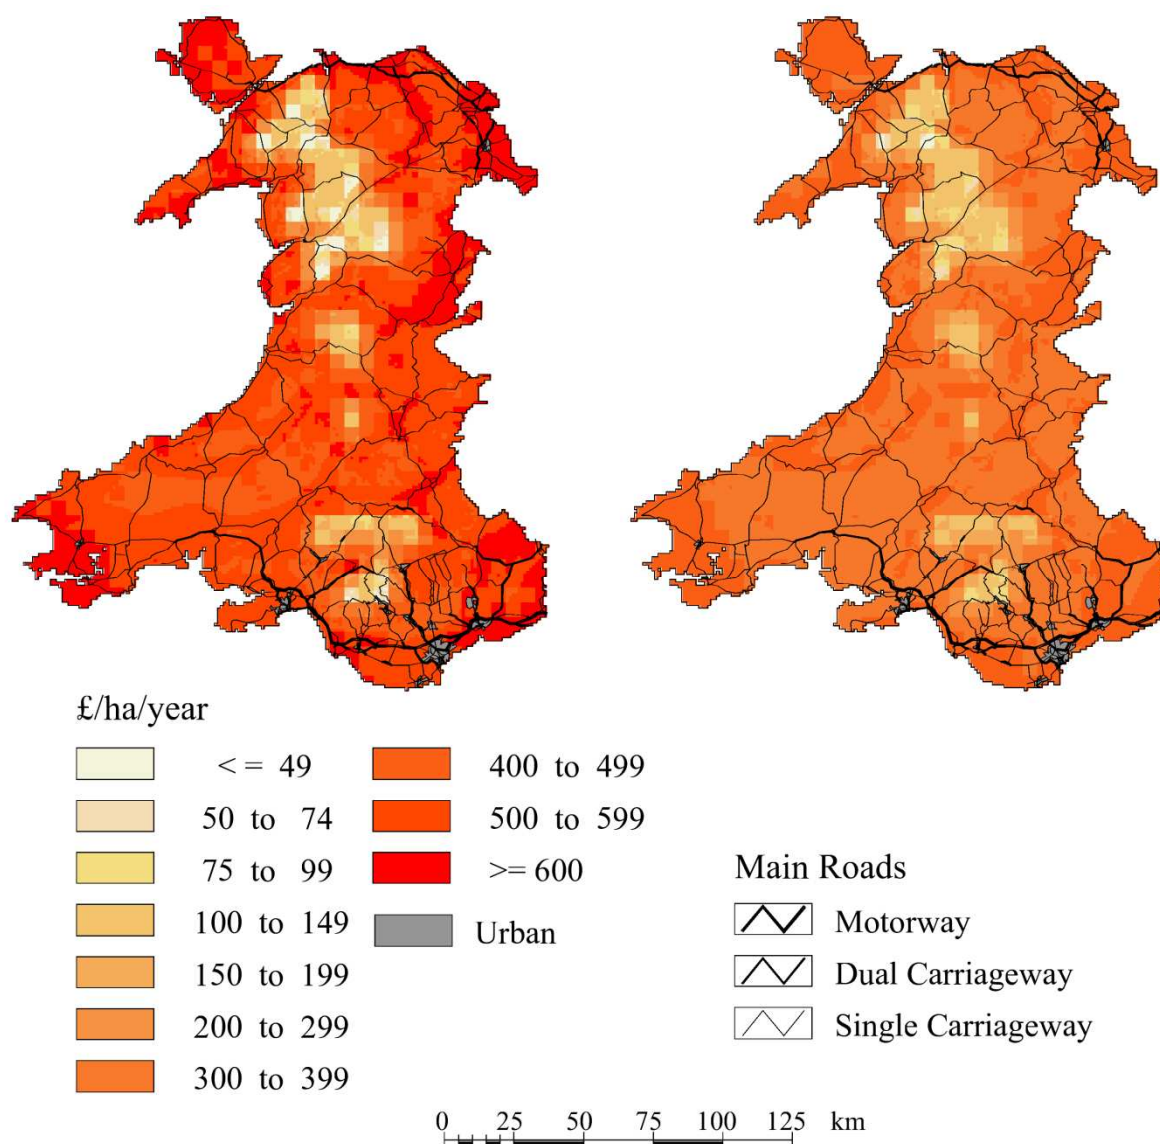 £/ha/year
< = 49
50 to 74
75 to 99
100 to 149
150 to 199
200 to 299
300 to 399
400 to 499
500 to 599
>= 600
Urban
Main Roads
Motorway
Dual Carriageway
Single Carriageway
0 25 50 75 100 125 km